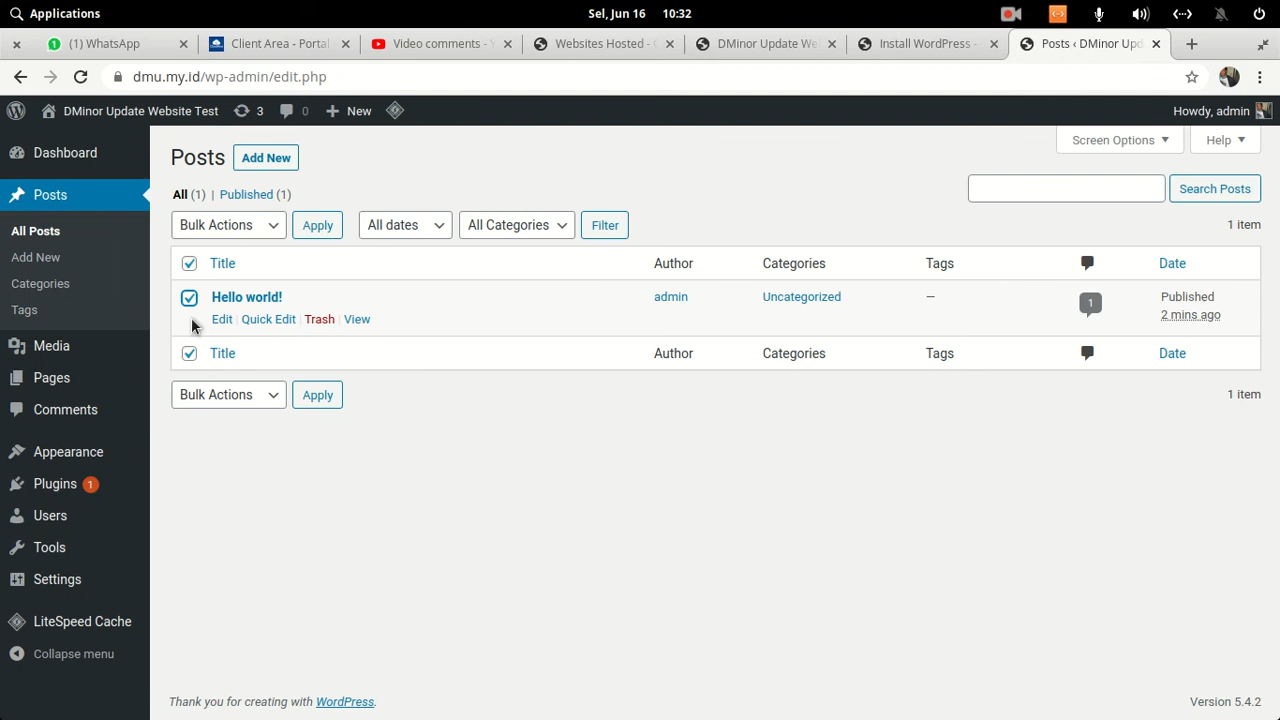 Applications Sel, Jun 16 10:32
(1) WhatsApp Client Area - Portal Video comments - Y Websites Hosted - C DMinor Update We Install WordPress - Posts ‹ DMinor Upd
dmu.my.id/wp-admin/edit.php
DMinor Update Website Test 3 0 New Howdy, admin
Dashboard
Posts
All Posts
Add New
Categories
Tags
Media
Pages
Comments
Appearance
Plugins 1
Users
Tools
Settings
LiteSpeed Cache
Collapse menu
Screen Options Help
Posts Add New
All (1) | Published (1)
Search Posts
Bulk Actions Apply All dates All Categories Filter 1 item
Title Author Categories Tags Date
Hello world! admin Uncategorized — 1 Published
Edit | Quick Edit | Trash | View 2 mins ago
Title Author Categories Tags Date
Bulk Actions Apply 1 item
Thank you for creating with WordPress. Version 5.4.2